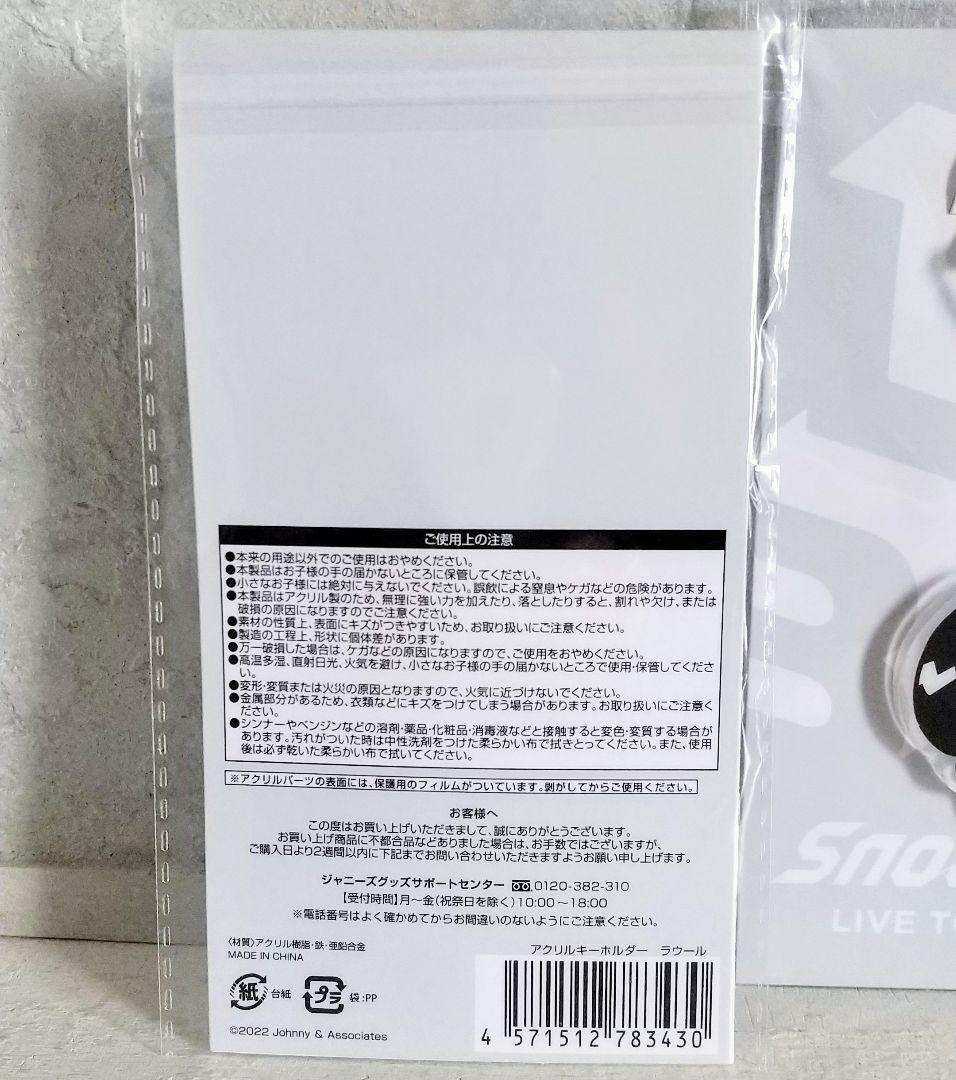 ご使用上の注意
●本来の用途以外でのご使用はおやめください。
●本製品はお子様の手の届かないところに保管してください。
●小さなお子様には絶対に与えないでください。誤飲による窒息やケガなどの危険があります。
●本製品はアクリル製のため、無理に強い力を加えたり、落としたりすると、割れや欠け、または
破損の原因になりますのでご注意ください。
●素材の性質上、表面にキズがつきやすいため、お取り扱いにご注意ください。
●製造の工程上、形状に個体差があります。
●万一破損した場合は、ケガなどの原因になりますので、ご使用をおやめください。
●高温多湿、直射日光、火気を避け、小さなお子様の手の届かないところで使用・保管してくださ
い。
●変形・変質または火災の原因となりますので、火気に近づけないでください。
●金属部分があるため、衣類などにキズをつけてしまう場合があります。お取り扱いにご注意く
ださい。
●シンナーやベンジンなどの溶剤・薬品・化粧品・消毒液などと接触すると変色・変質する場合が
あります。汚れがついた時は中性洗剤をつけた柔らかい布で拭きとってください。また、使用
後は必ず乾いた柔らかい布で拭いてください。
※アクリルパーツの表面には、保護用のフィルムがついています。剥がしてからご使用ください。
お客様へ
この度はお買い上げいただきまして、誠にありがとうございます。
お買い上げ商品に不都合品などありました場合は、お手数ではございますが、
ご購入日より2週間以内に下記までお問い合わせいただきますようお願い申し上げます。
ジャニーズグッズサポートセンター 0120-382-310
【受付時間】月〜金(祝祭日を除く)10:00〜18:00
※電話番号はよく確かめてからお間違いのないようにご注意ください。
〈材質〉アクリル樹脂・鉄・亜鉛合金
MADE IN CHINA
アクリルキーホルダー ラウール
紙 台紙 プラ 袋:PP
©2022 Johnny & Associates
4 571512 783430
Sno
LIVE TO